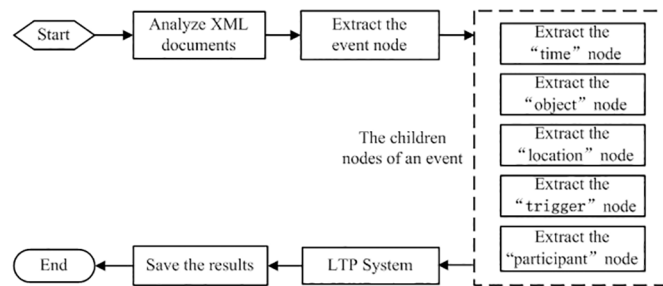 Start
Analyze XML
documents
Extract the
event node
Extract the
“time” node
Extract the
“object” node
Extract the
“location” node
Extract the
“trigger” node
Extract the
“participant” node
The children
nodes of an event
LTP System
Save the results
End